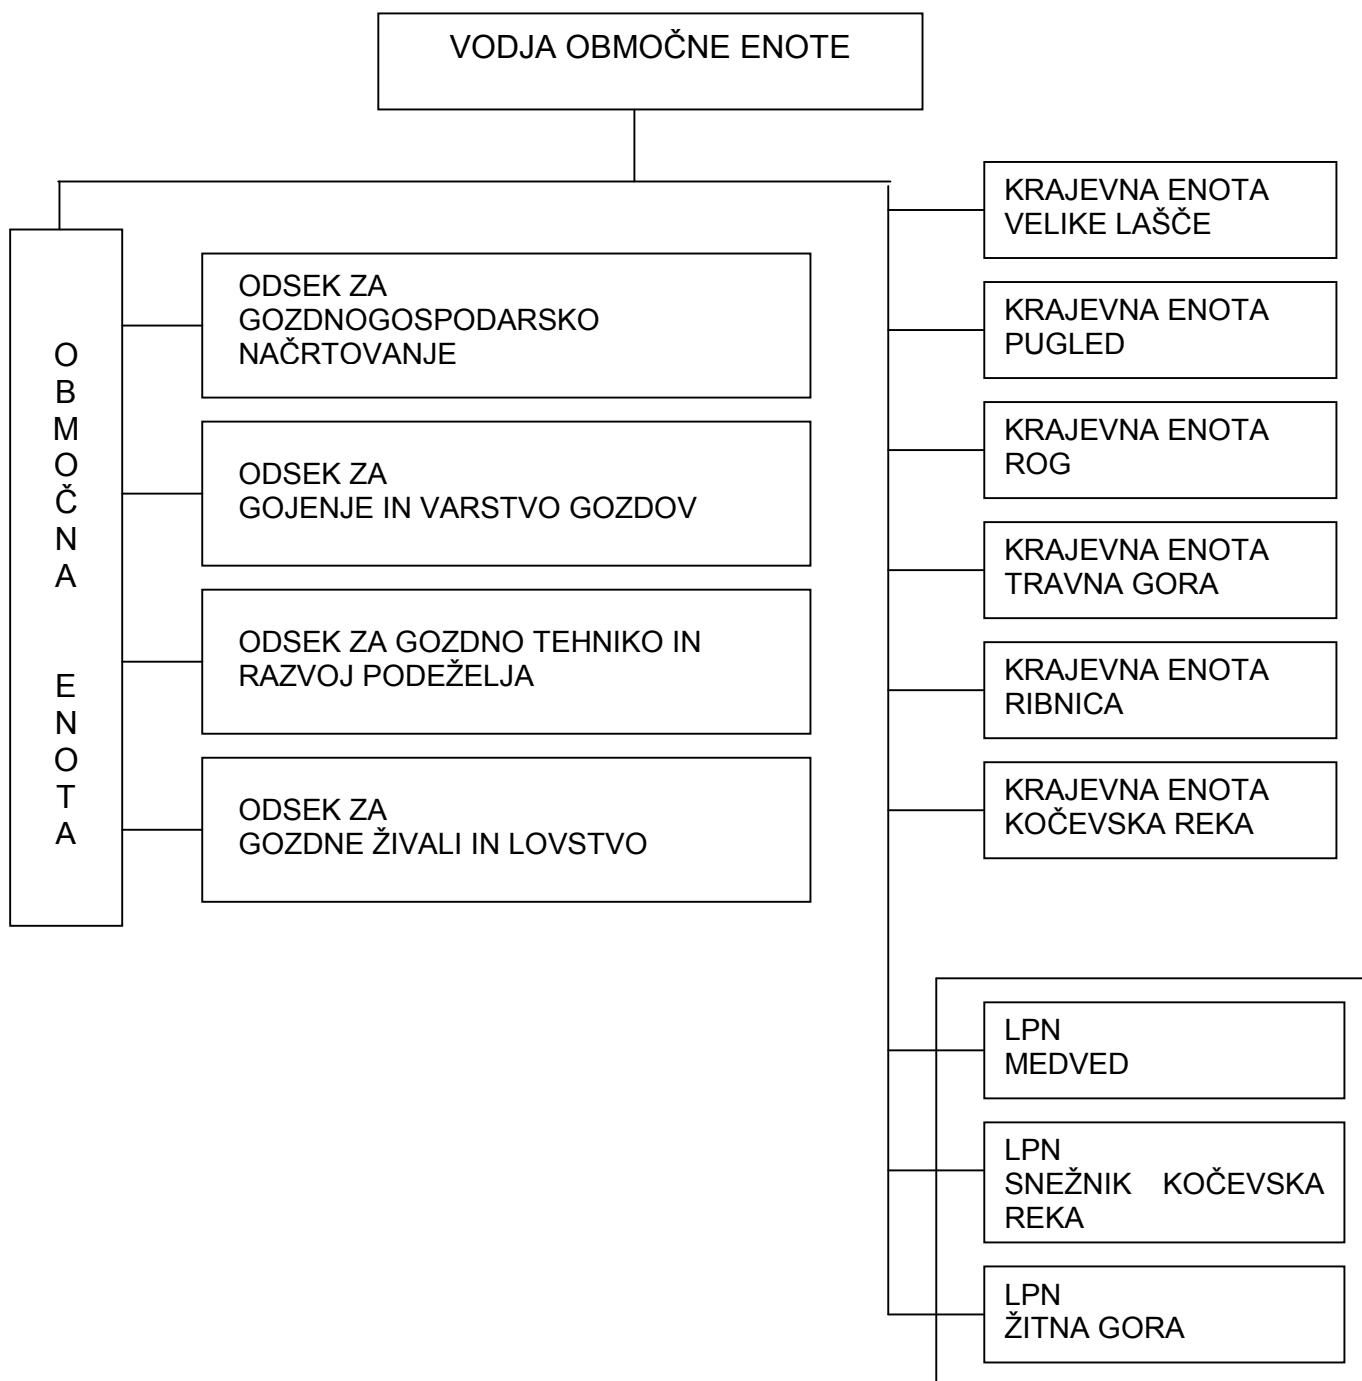 VODJA OBMOČNE ENOTE
OBMOČNA ENOTA
ODSEK ZA
GOZDNOGOSPODARSKO
NAČRTOVANJE
ODSEK ZA
GOJENJE IN VARSTVO GOZDOV
ODSEK ZA GOZDNO TEHNIKO IN
RAZVOJ PODEŽELJA
ODSEK ZA
GOZDNE ŽIVALI IN LOVSTVO
KRAJEVNA ENOTA
VELIKE LAŠČE
KRAJEVNA ENOTA
PUGLED
KRAJEVNA ENOTA
ROG
KRAJEVNA ENOTA
TRAVNA GORA
KRAJEVNA ENOTA
RIBNICA
KRAJEVNA ENOTA
KOČEVSKA REKA
LPN
MEDVED
LPN
SNEŽNIK KOČEVSKA
REKA
LPN
ŽITNA GORA